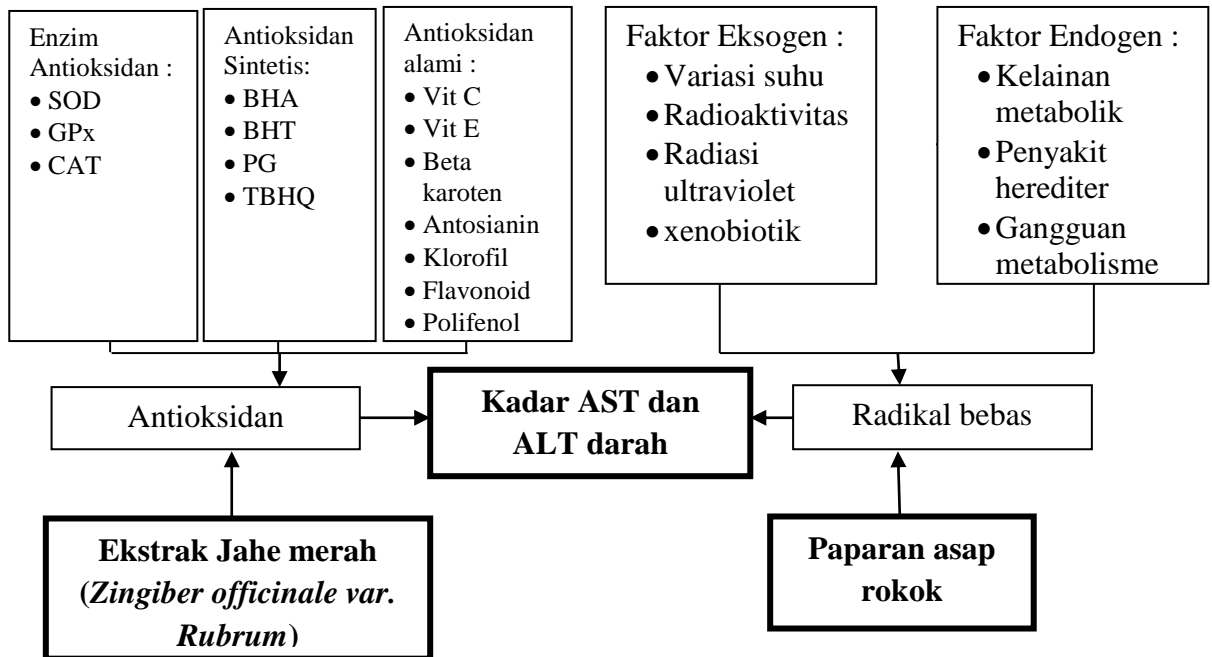 Enzim
Antioksidan :
• SOD
• GPx
• CAT
Antioksidan
Sintetis:
• BHA
• BHT
• PG
• TBHQ
Antioksidan
alami :
• Vit C
• Vit E
• Beta
karoten
• Antosianin
• Klorofil
• Flavonoid
• Polifenol
Faktor Eksogen :
• Variasi suhu
• Radioaktivitas
• Radiasi
ultraviolet
• xenobiotik
Faktor Endogen :
• Kelainan
metabolik
• Penyakit
herediter
• Gangguan
metabolisme
Antioksidan
Kadar AST dan
ALT darah
Radikal bebas
Ekstrak Jahe merah
(Zingiber officinale var.
Rubrum)
Paparan asap
rokok